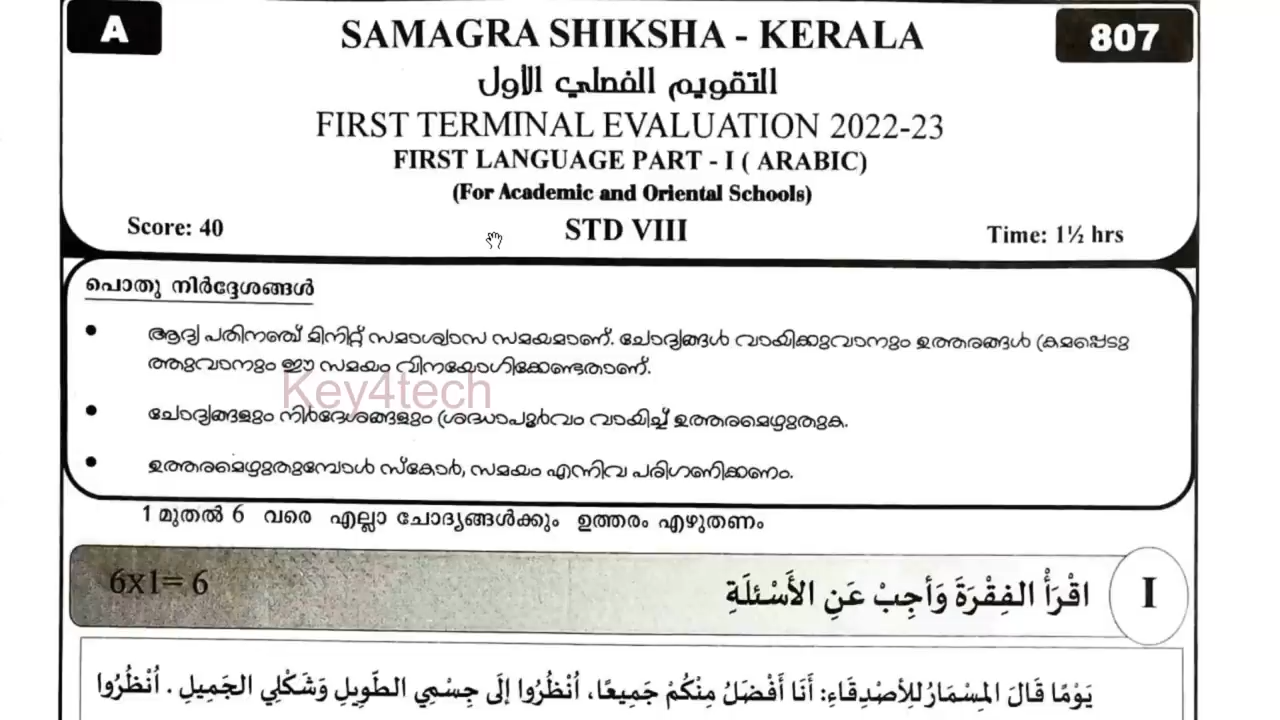 A
SAMAGRA SHIKSHA - KERALA
807
التقويم الفصلي الأول
FIRST TERMINAL EVALUATION 2022-23
FIRST LANGUAGE PART - I ( ARABIC)
(For Academic and Oriental Schools)
Score: 40
STD VIII
Time: 1½ hrs
പൊതു നിർദ്ദേശങ്ങൾ
• ആദ്യ പതിനഞ്ച് മിനിറ്റ് സമാശ്വാസ സമയമാണ്. ചോദ്യങ്ങൾ വായിക്കുവാനും ഉത്തരങ്ങൾ ക്രമപ്പെടു
ത്തുവാനും ഈ സമയം വിനയോഗിക്കേണ്ടതാണ്.
Key4tech
• ചോദ്യങ്ങളും നിർദേശങ്ങളും ശ്രദ്ധാപൂർവം വായിച്ച് ഉത്തരമെഴുതുക.
• ഉത്തരമെഴുതുമ്പോൾ സ്കോർ, സമയം എന്നിവ പരിഗണിക്കണം.
1 മുതൽ 6 വരെ എല്ലാ ചോദ്യങ്ങൾക്കും ഉത്തരം എഴുതണം
I
اقْرَأْ الفِقْرَةَ وَأَجِبْ عَنِ الأَسْئلَةِ
6x1= 6
يَوْمًا قَالَ المِسْمَارُ لِلأصْدِقَاءِ: أَنَا أَفْضَلُ مِنْكُمْ جَمِيعًا، أُنْظُرُوا إلَى جِسْمِي الطَّوِيلِ وَشَكْلِي الجَمِيلِ . أُنْظُرُوا